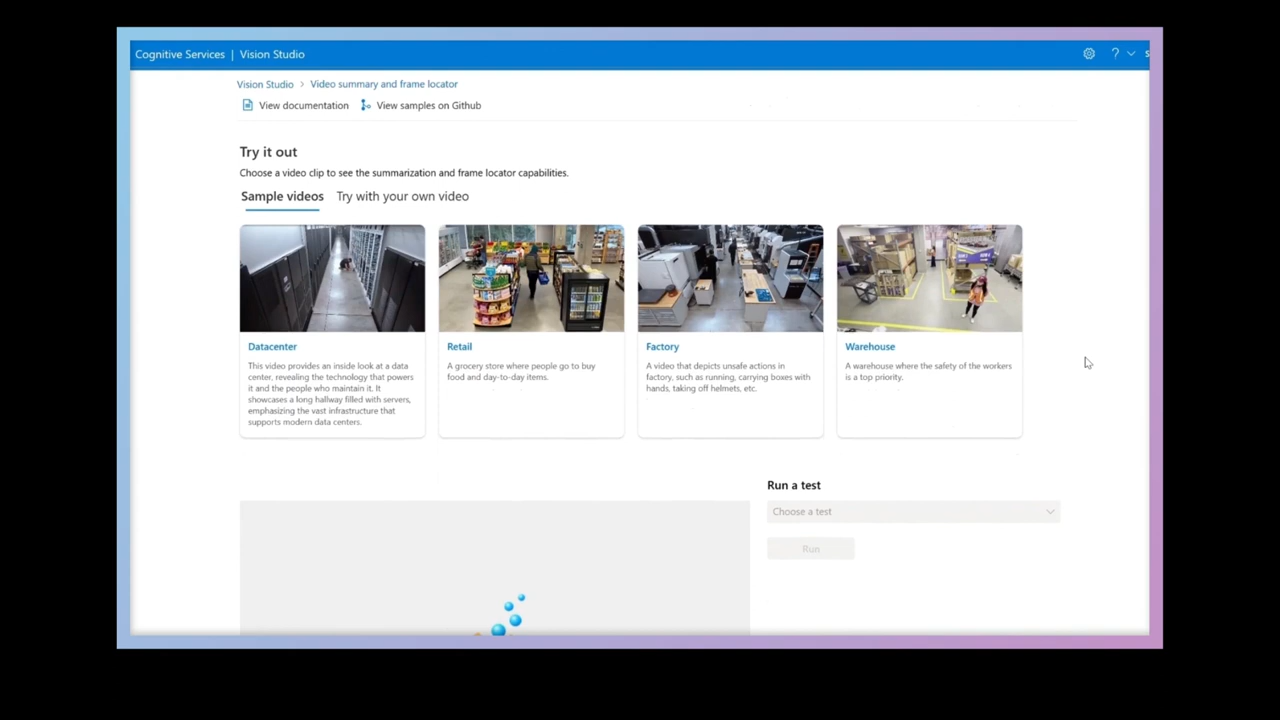 Cognitive Services | Vision Studio
?
Vision Studio > Video summary and frame locator
View documentation View samples on Github
Try it out
Choose a video clip to see the summarization and frame locator capabilities.
Sample videos Try with your own video
Datacenter
This video provides an inside look at a data
center, revealing the technology that powers
it and the people who maintain it. It
showcases a long hallway filled with servers,
emphasizing the vast infrastructure that
supports modern data centers.
Retail
A grocery store where people go to buy
food and day-to-day items.
Factory
A video that depicts unsafe actions in
factory, such as running, carrying boxes with
hands, taking off helmets, etc.
Warehouse
A warehouse where the safety of the workers
is a top priority.
Run a test
Choose a test
Run